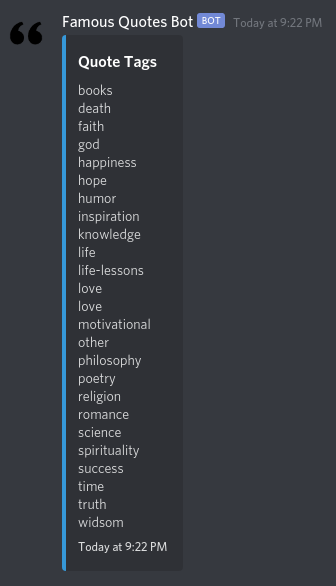 Famous Quotes Bot BOT Today at 9:22 PM
Quote Tags
books
death
faith
god
happiness
hope
humor
inspiration
knowledge
life
life-lessons
love
love
motivational
other
philosophy
poetry
religion
romance
science
spirituality
success
time
truth
widsom
Today at 9:22 PM